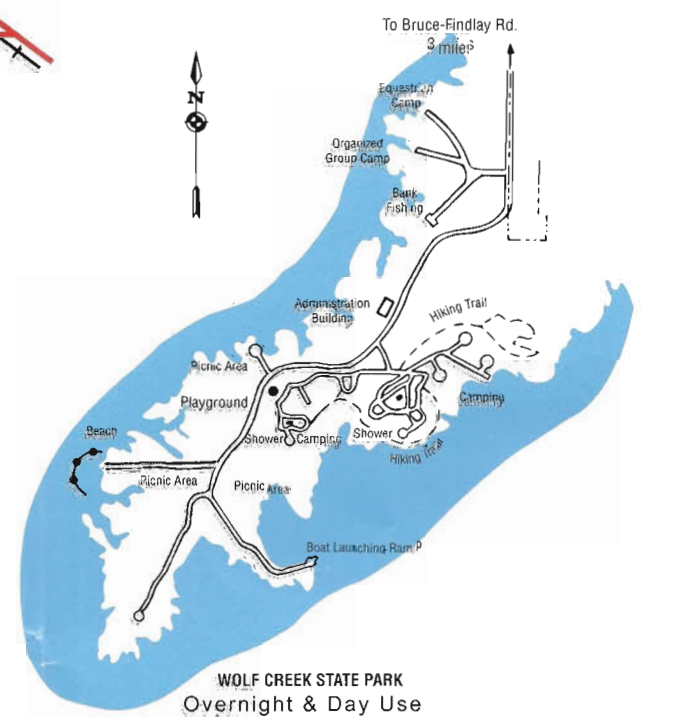 To Bruce-Findlay Rd.
3 miles
N
Equestrian
Camp
Organized
Group Camp
Bank
Fishing
Administration
Building
Hiking Trail
Picnic Area
Playground
Camping
Beach
Shower
Camping
Shower
Hiking Trail
Picnic Area
Picnic Area
Boat Launching Ramp
WOLF CREEK STATE PARK
Overnight & Day Use